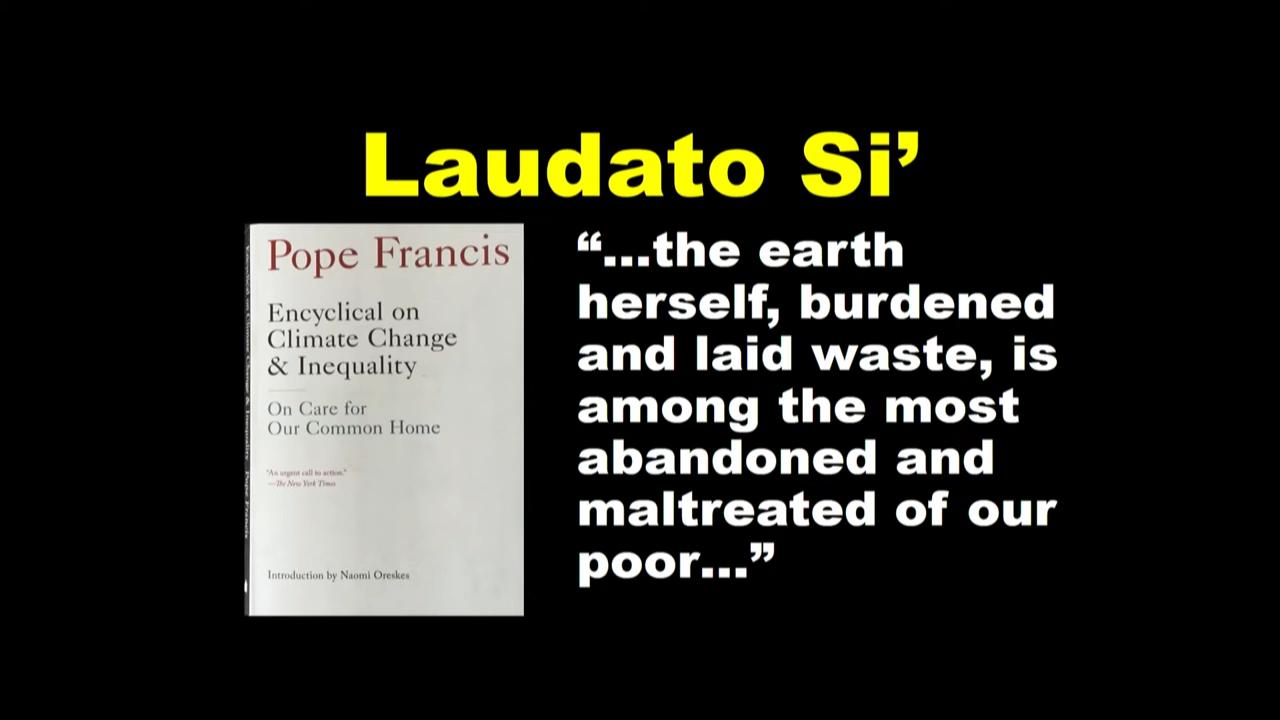 Laudato Si’
Pope Francis
Encyclical on
Climate Change
& Inequality
On Care for
Our Common Home
"An urgent call to action."
—The New York Times
Introduction by Naomi Oreskes
“...the earth
herself, burdened
and laid waste, is
among the most
abandoned and
maltreated of our
poor...”